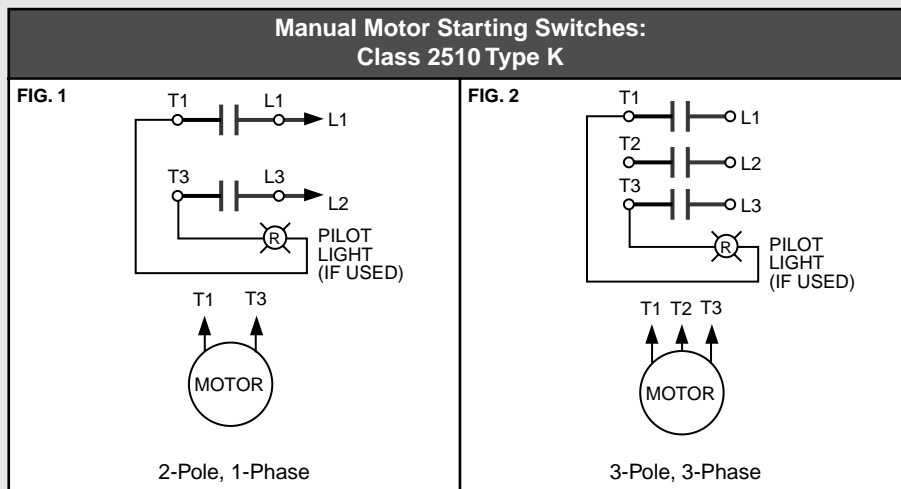 Manual Motor Starting Switches:
Class 2510 Type K
FIG. 1
T1
L1
L1
T3
L3
L2
R
PILOT
LIGHT
(IF USED)
T1
T3
MOTOR
2-Pole, 1-Phase
FIG. 2
T1
L1
T2
L2
T3
L3
R
PILOT
LIGHT
(IF USED)
T1 T2 T3
MOTOR
3-Pole, 3-Phase